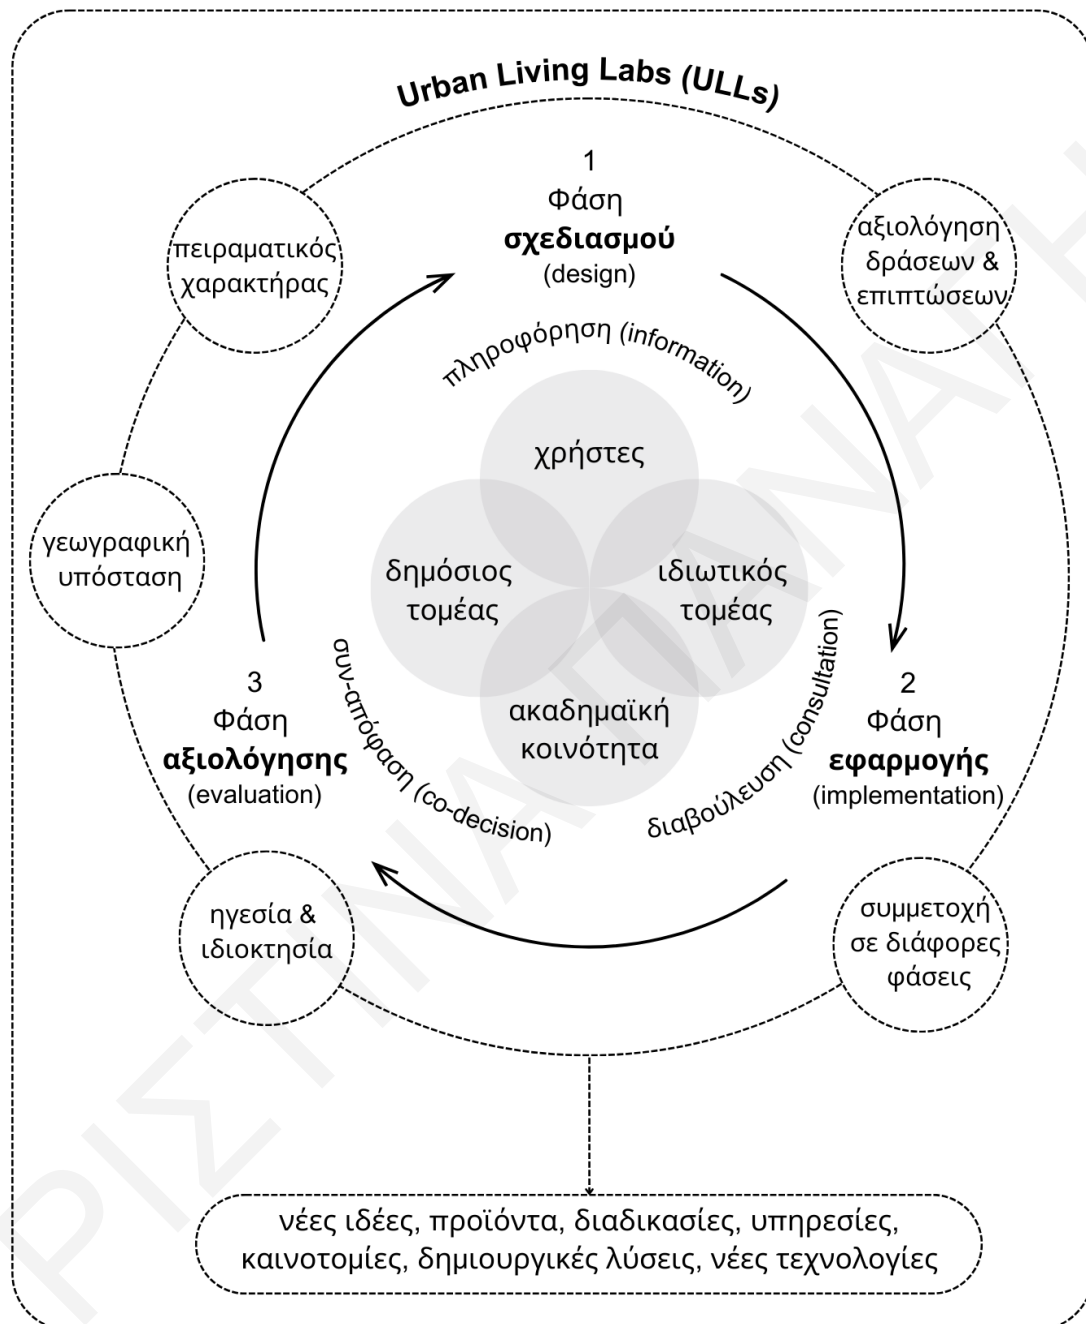 Urban Living Labs (ULLs)
1
Φάση
σχεδιασμού
(design)
πειραματικός
χαρακτήρας
αξιολόγηση
δράσεων &
επιπτώσεων
πληροφόρηση (information)
χρήστες
γεωγραφική
υπόσταση
δημόσιος
τομέας
ιδιωτικός
τομέας
ακαδημαϊκή
κοινότητα
συν-απόφαση (co-decision)
διαβούλευση (consultation)
3
Φάση
αξιολόγησης
(evaluation)
2
Φάση
εφαρμογής
(implementation)
ηγεσία &
ιδιοκτησία
συμμετοχή
σε διάφορες
φάσεις
νέες ιδέες, προϊόντα, διαδικασίες, υπηρεσίες,
καινοτομίες, δημιουργικές λύσεις, νέες τεχνολογίες
ΡΙΣΤΙΝΑ ΠΑΝΑΓΗ